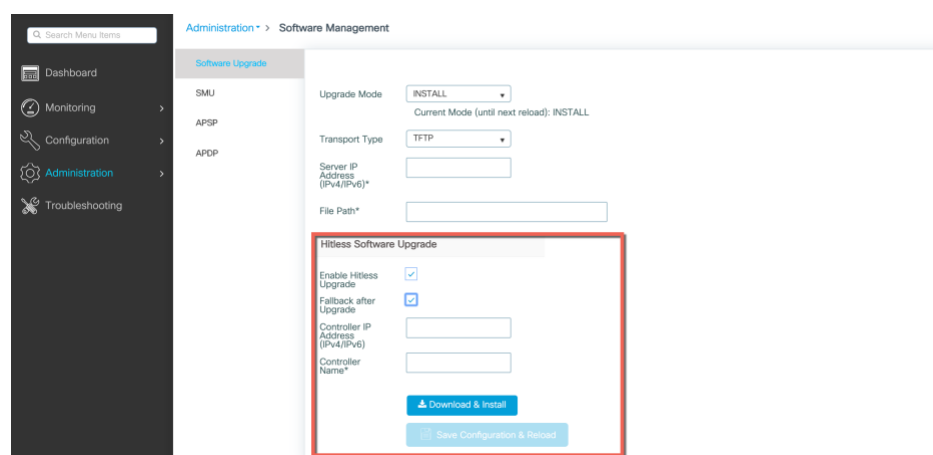 Search Menu Items
Administration > Software Management
Dashboard
Monitoring >
Configuration >
Administration >
Troubleshooting
Software Upgrade
SMU
APSP
APDP
Upgrade Mode INSTALL
Current Mode (until next reload): INSTALL
Transport Type TFTP
Server IP
Address
(IPv4/IPv6)*
File Path*
Hitless Software Upgrade
Enable Hitless
Upgrade
Fallback after
Upgrade
Controller IP
Address
(IPv4/IPv6)
Controller
Name*
Download & Install
Save Configuration & Reload